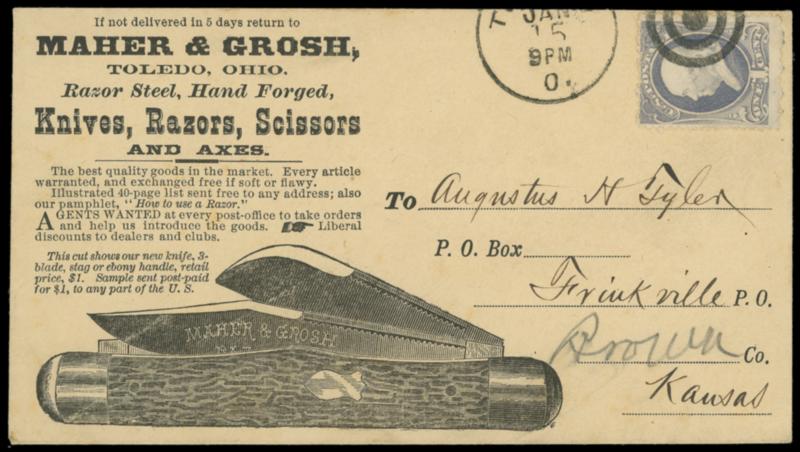 If not delivered in 5 days return to
MAHER & GROSH,
TOLEDO, OHIO.
Razor Steel, Hand Forged,
Knives, Razors, Scissors
AND AXES.
The best quality goods in the market. Every article
warranted, and exchanged free if soft or flawy.
Illustrated 40-page list sent free to any address; also
our pamphlet, "How to use a Razor."
AGENTS WANTED at every post-office to take orders
and help us introduce the goods. ☞ Liberal
discounts to dealers and clubs.
This cut shows our new knife, 3-
blade, stag or ebony handle, retail
price, $1. Sample sent post-paid
for $1, to any part of the U. S.
MAHER & GROSH
JAN
15
9PM
O.
To Augustus H Tyler
P. O. Box
Frinkville P. O.
Brown Co.
Kansas